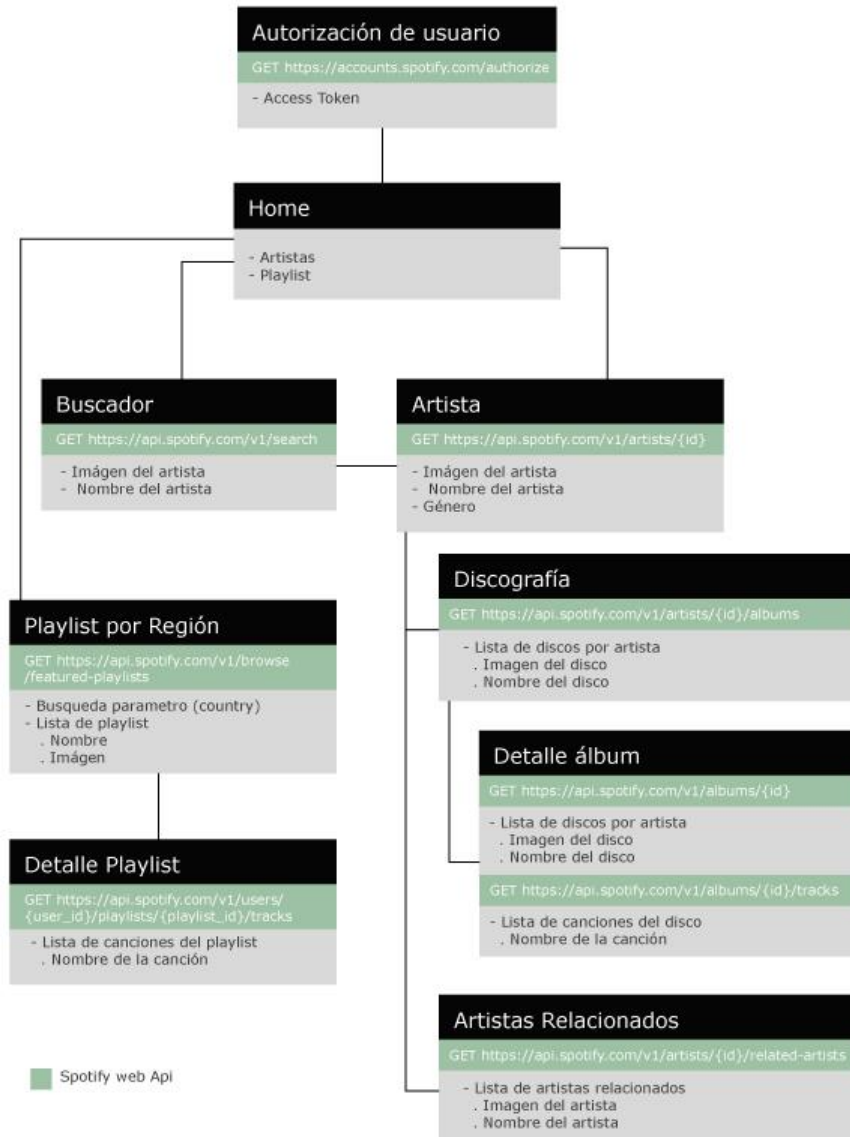 Autorización de usuario
GET https://accounts.spotify.com/authorize
- Access Token
Home
- Artistas
- Playlist
Buscador
GET https://api.spotify.com/v1/search
- Imágen del artista
- Nombre del artista
Artista
GET https://api.spotify.com/v1/artists/{id}
- Imágen del artista
- Nombre del artista
- Género
Discografía
GET https://api.spotify.com/v1/artists/{id}/albums
- Lista de discos por artista
. Imagen del disco
. Nombre del disco
Playlist por Región
GET https://api.spotify.com/v1/browse
/featured-playlists
- Busqueda parametro (country)
- Lista de playlist
. Nombre
. Imágen
Detalle álbum
GET https://api.spotify.com/v1/albums/{id}
- Lista de discos por artista
. Imagen del disco
. Nombre del disco
GET https://api.spotify.com/v1/albums/{id}/tracks
- Lista de canciones del disco
. Nombre de la canción
Detalle Playlist
GET https://api.spotify.com/v1/users/
{user_id}/playlists/{playlist_id}/tracks
- Lista de canciones del playlist
. Nombre de la canción
Artistas Relacionados
GET https://api.spotify.com/v1/artists/{id}/related-artists
- Lista de artistas relacionados
. Imagen del artista
. Nombre del artista
Spotify web Api